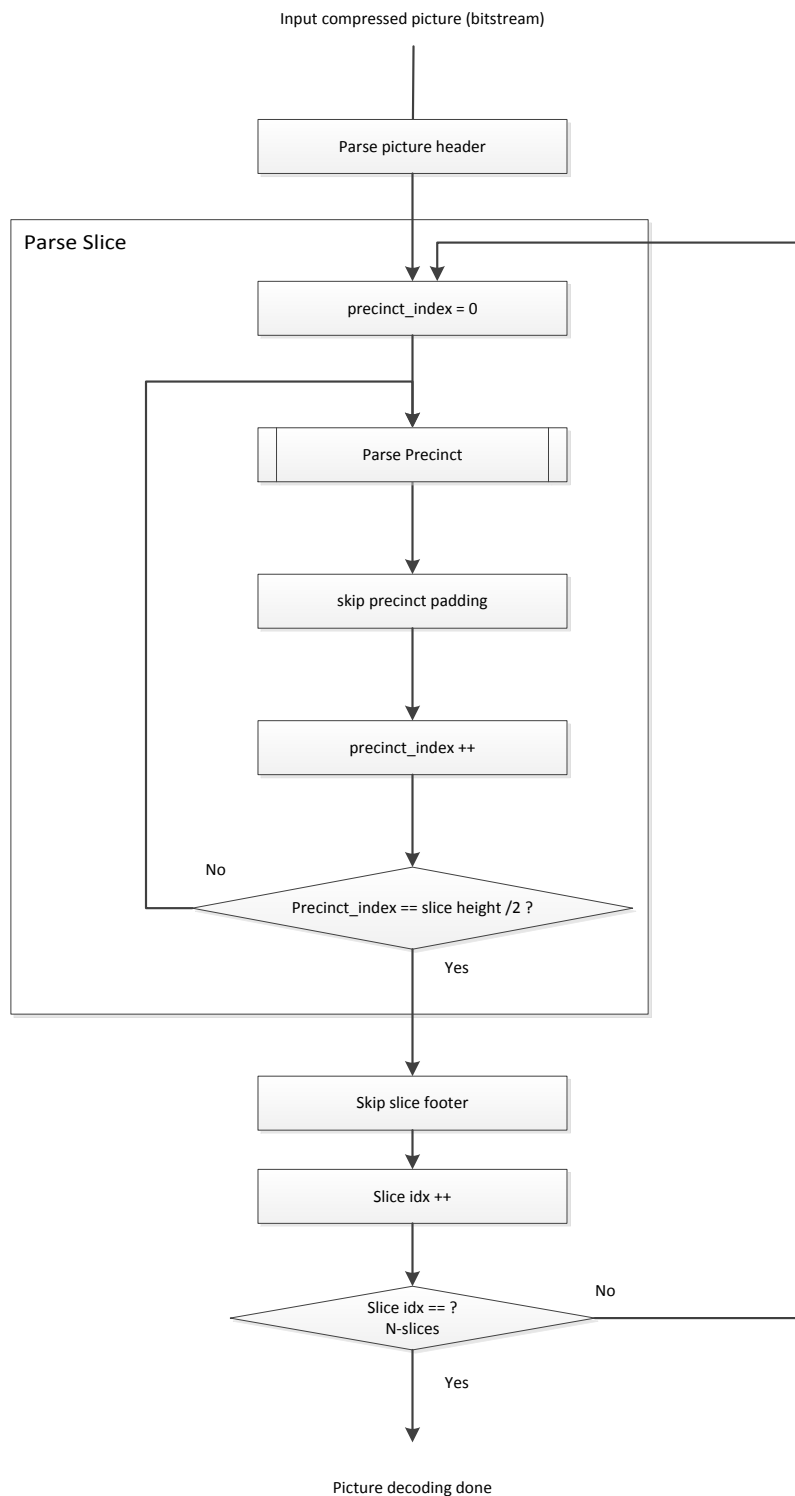 Input compressed picture (bitstream)
Parse picture header
Parse Slice
precinct_index = 0
Parse Precinct
skip precinct padding
precinct_index ++
No
Precinct_index == slice height /2 ?
Yes
Skip slice footer
Slice idx ++
No
Slice idx == ?
N-slices
Yes
Picture decoding done